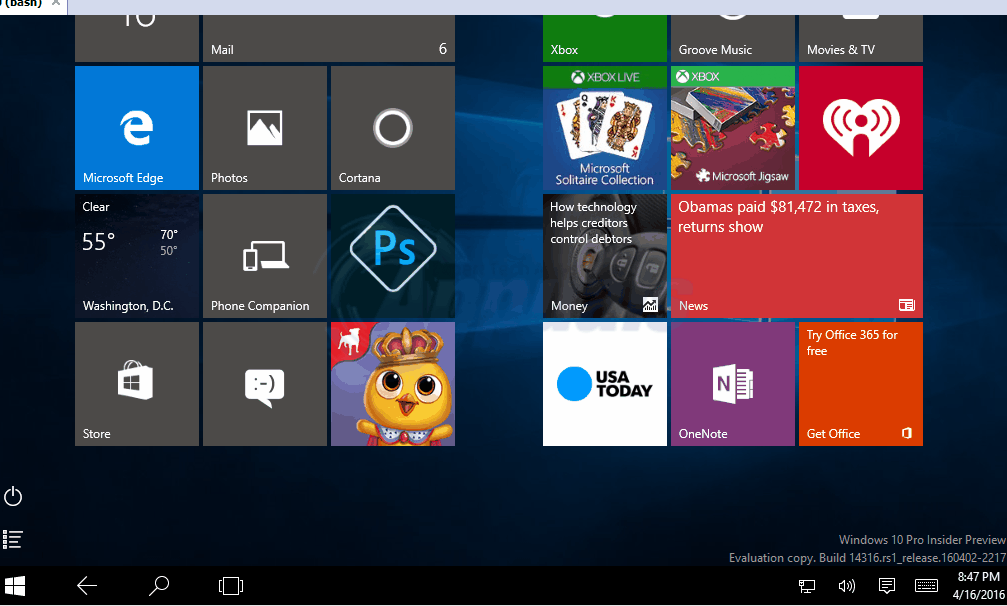 (bash)
10
Mail
6
Xbox
Groove Music
Movies & TV
Microsoft Edge
Photos
Cortana
XBOX LIVE
J
Q
K
Microsoft
Solitaire Collection
XBOX
Microsoft Jigsaw
Clear
55°
70°
50°
Washington, D.C.
Phone Companion
Ps
How technology
helps creditors
control debtors
Money
Obamas paid $81,472 in taxes,
returns show
News
Store
:-)
USA
TODAY
N
OneNote
Try Office 365 for
free
Get Office
Windows 10 Pro Insider Preview
Evaluation copy. Build 14316.rs1_release.160402-2217
8:47 PM
4/16/2016